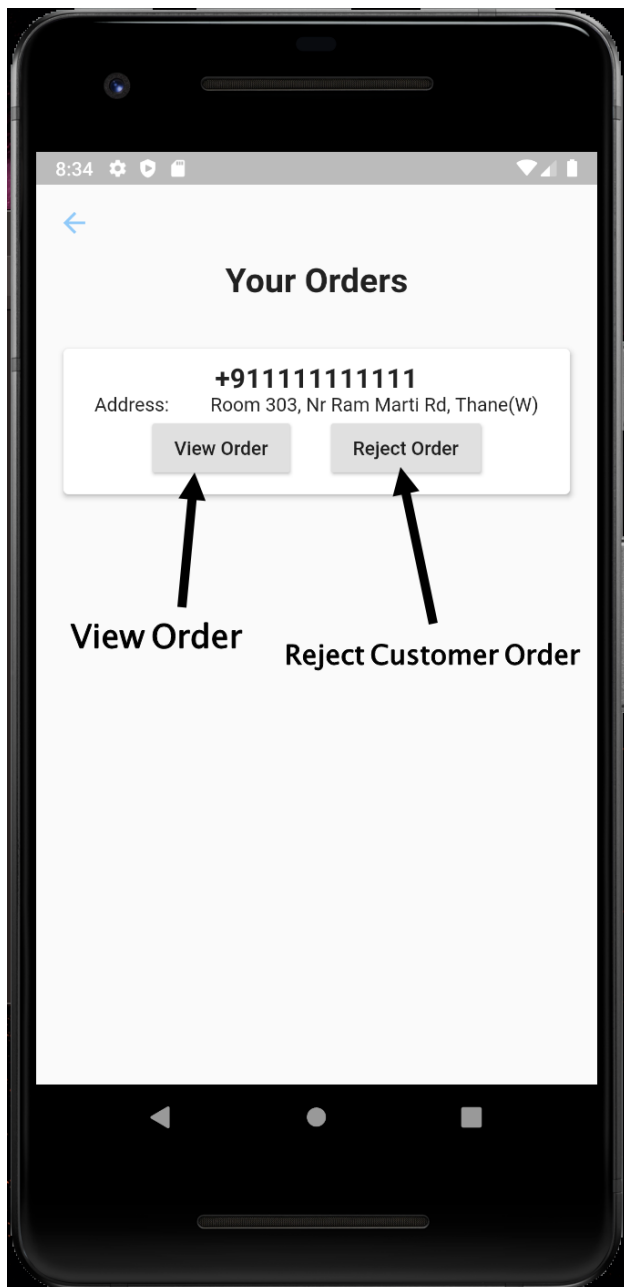 8:34
Your Orders
+911111111111
Address: Room 303, Nr Ram Marti Rd, Thane(W)
View Order Reject Order
View Order
Reject Customer Order